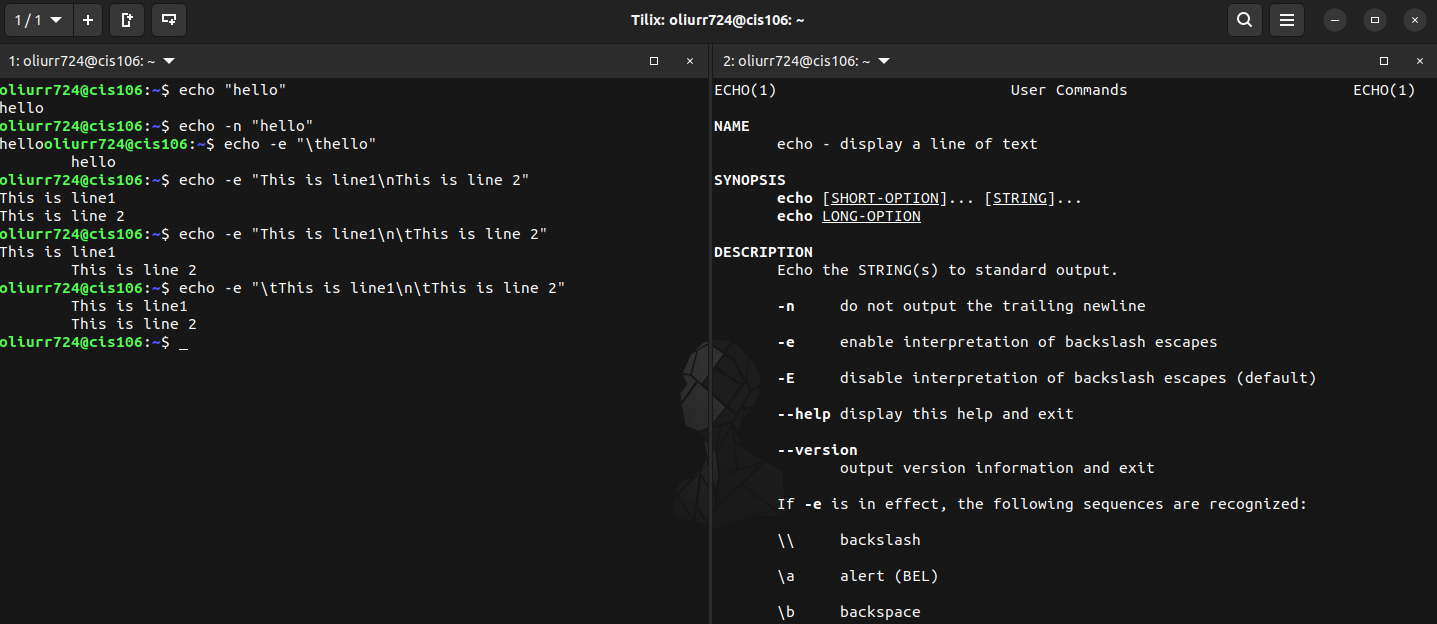 1 / 1
Tilix: oliurr724@cis106: ~
1: oliurr724@cis106: ~
oliurr724@cis106:~$ echo "hello"
hello
oliurr724@cis106:~$ echo -n "hello"
hellooliurr724@cis106:~$ echo -e "\thello"
        hello
oliurr724@cis106:~$ echo -e "This is line1\nThis is line 2"
This is line1
This is line 2
oliurr724@cis106:~$ echo -e "This is line1\n\tThis is line 2"
This is line1
        This is line 2
oliurr724@cis106:~$ echo -e "\tThis is line1\n\tThis is line 2"
        This is line1
        This is line 2
oliurr724@cis106:~$ _
2: oliurr724@cis106: ~
ECHO(1) User Commands ECHO(1)
NAME
       echo - display a line of text
SYNOPSIS
       echo [SHORT-OPTION]... [STRING]...
       echo LONG-OPTION
DESCRIPTION
       Echo the STRING(s) to standard output.
       -n     do not output the trailing newline
       -e     enable interpretation of backslash escapes
       -E     disable interpretation of backslash escapes (default)
       --help display this help and exit
       --version
              output version information and exit
       If -e is in effect, the following sequences are recognized:
       \\     backslash
       \a     alert (BEL)
       \b     backspace